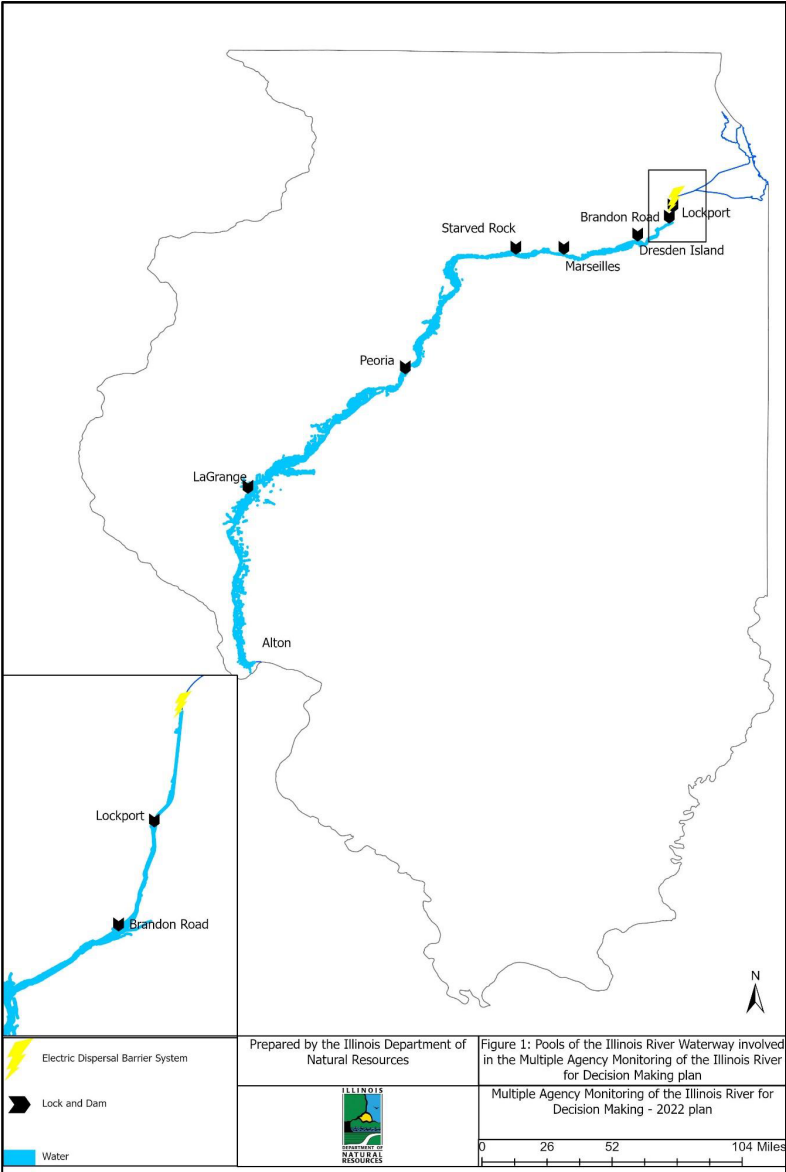 Starved Rock
Brandon Road
Lockport
Dresden Island
Marseilles
Peoria
LaGrange
Alton
Lockport
Brandon Road
N
Electric Dispersal Barrier System
Lock and Dam
Water
Prepared by the Illinois Department of
Natural Resources
ILLINOIS
DEPARTMENT OF
NATURAL
RESOURCES
Figure 1: Pools of the Illinois River Waterway involved
in the Multiple Agency Monitoring of the Illinois River
for Decision Making plan
Multiple Agency Monitoring of the Illinois River for
Decision Making - 2022 plan
0 26 52 104 Miles